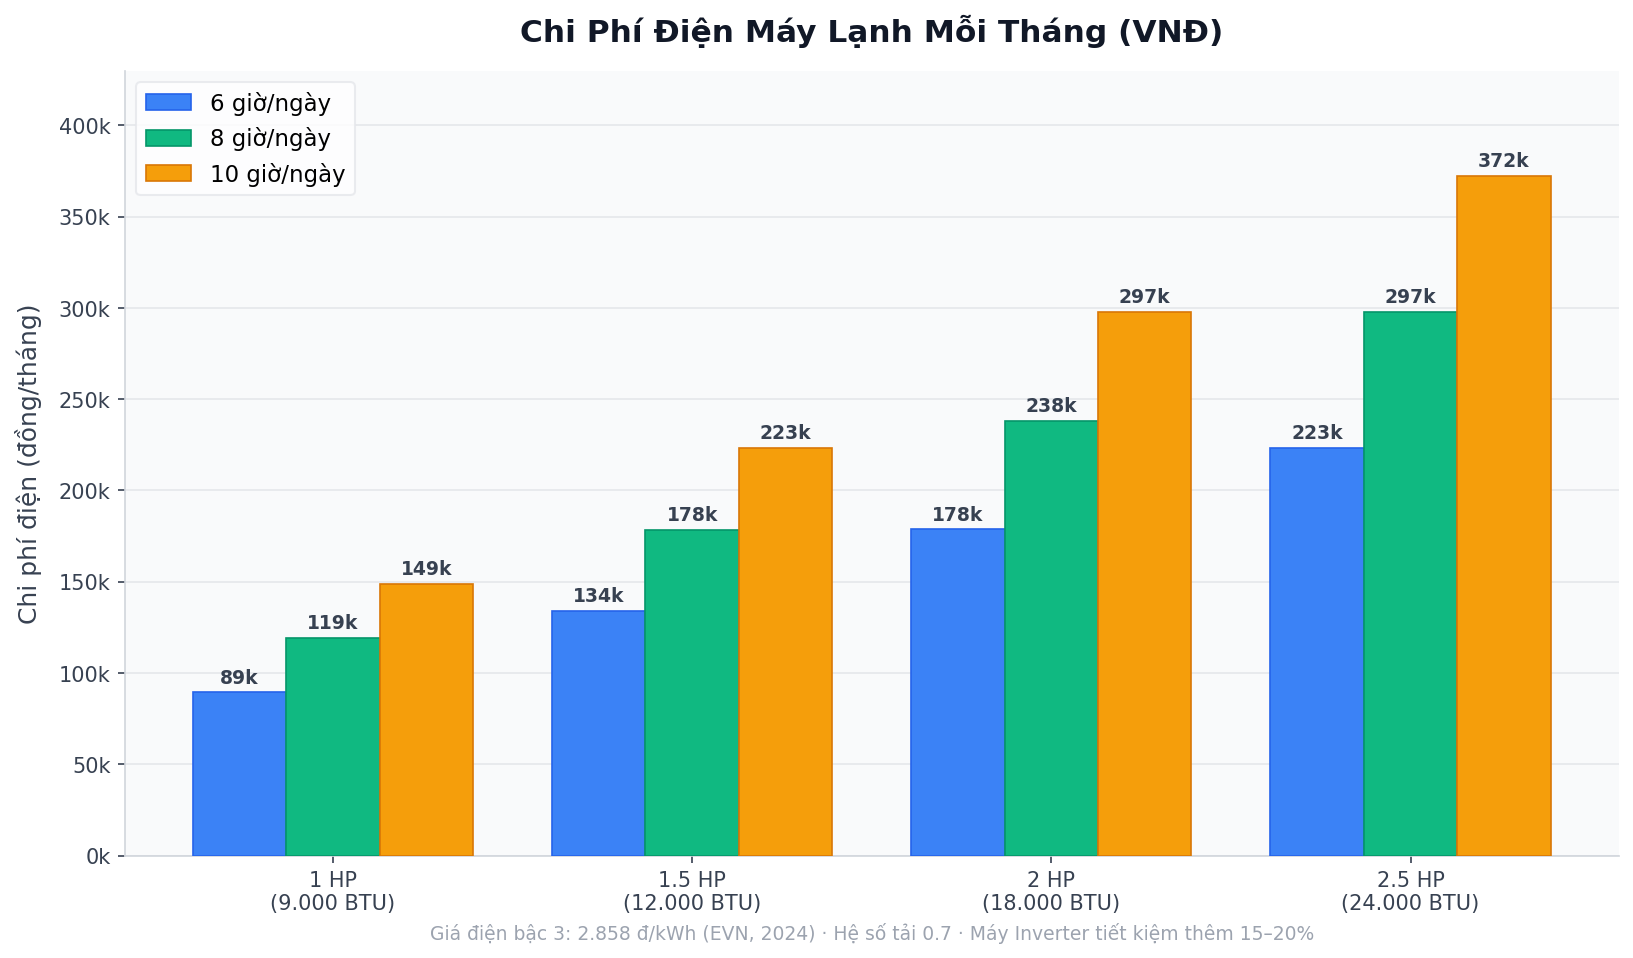 Chi Phí Điện Máy Lạnh Mỗi Tháng (VNĐ)
6 giờ/ngày
8 giờ/ngày
10 giờ/ngày
Chi phí điện (đồng/tháng)
400k
350k
300k
250k
200k
150k
100k
50k
0k
89k
119k
149k
134k
178k
223k
178k
238k
297k
223k
297k
372k
1 HP
(9.000 BTU)
1.5 HP
(12.000 BTU)
2 HP
(18.000 BTU)
2.5 HP
(24.000 BTU)
Giá điện bậc 3: 2.858 đ/kWh (EVN, 2024) · Hệ số tải 0.7 · Máy Inverter tiết kiệm thêm 15–20%